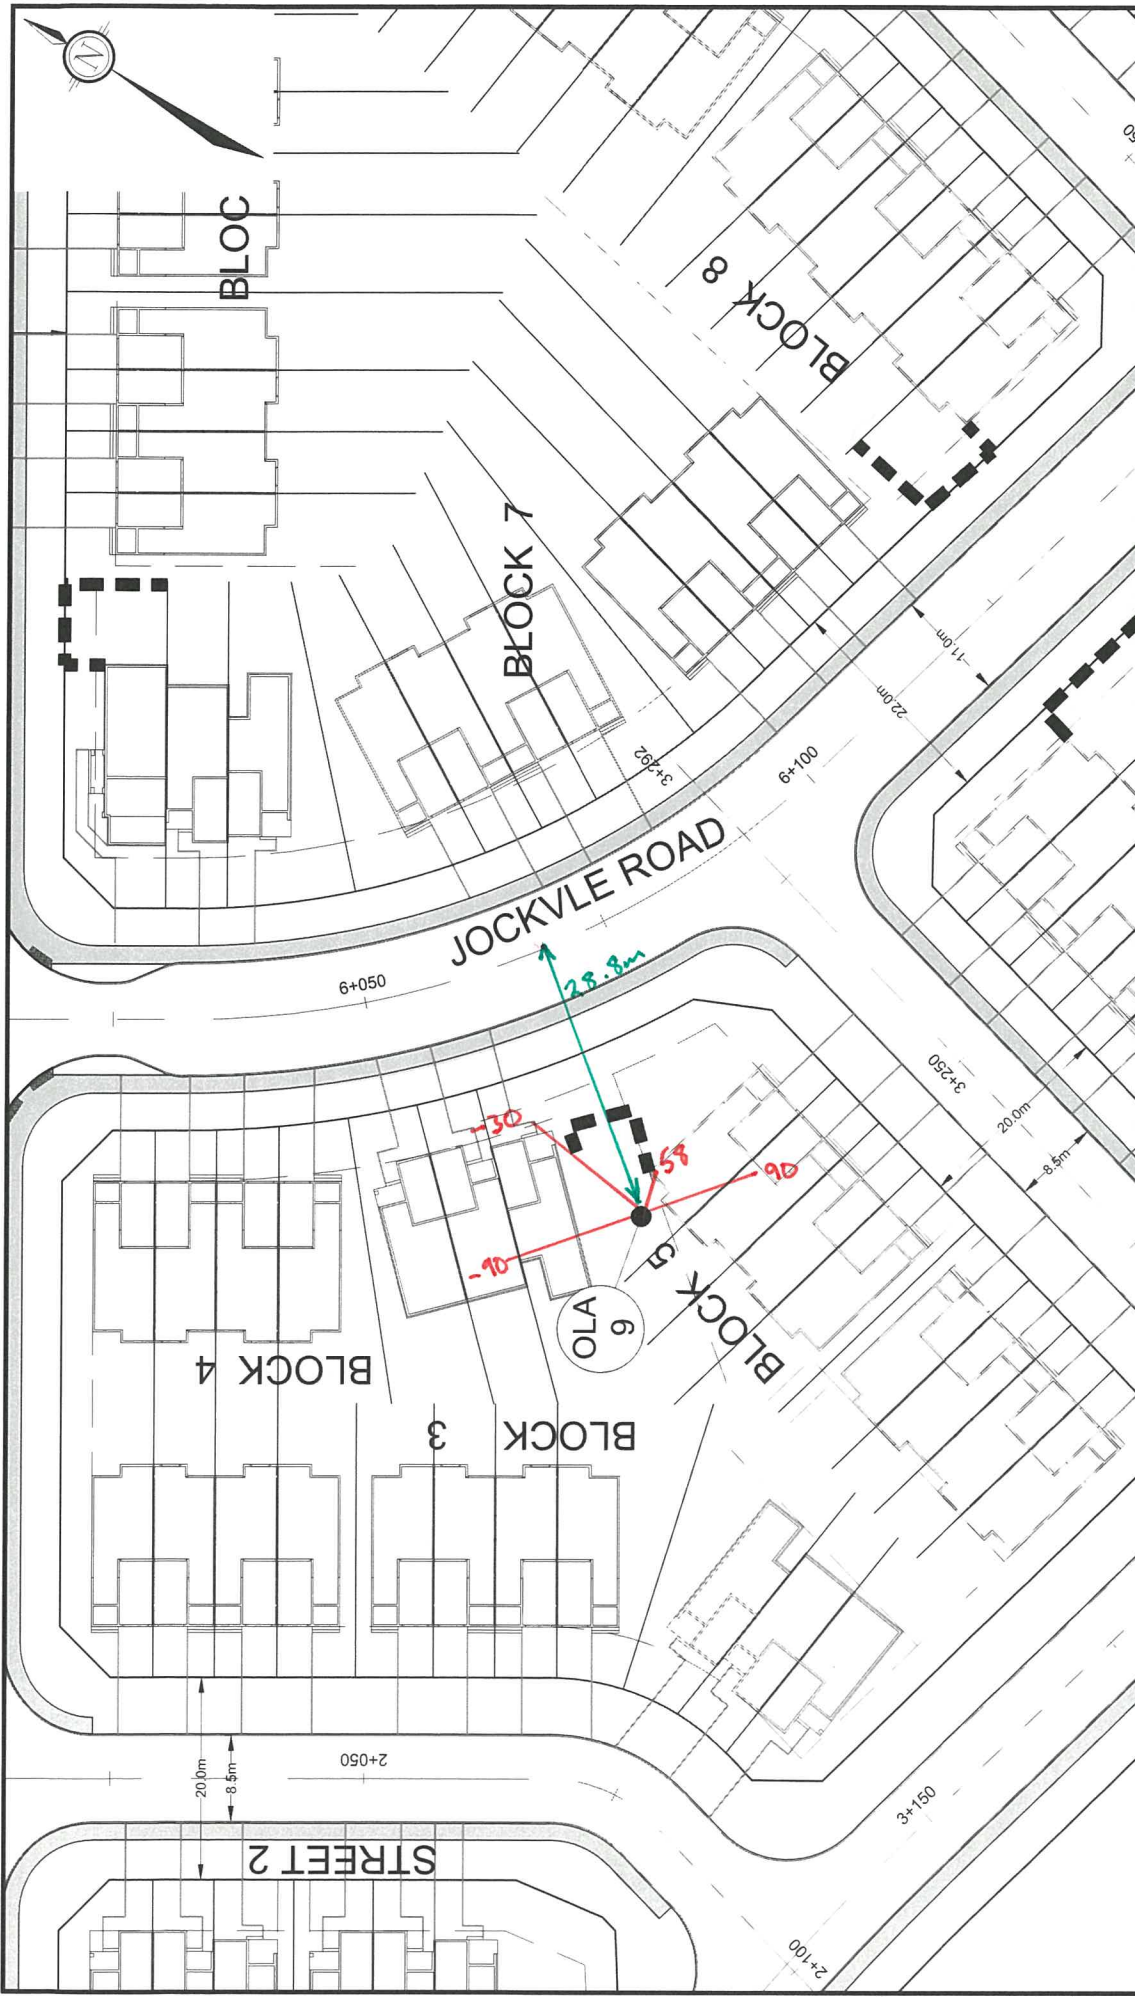 N
BLOC
BLOCK 8
BLOCK 7
11.0m
22.0m
3+292
6+100
JOCKVLE ROAD
28.8m
6+050
-30
58
90
-90
3+250
20.0m
8.5m
BLOCK 5
OLA
9
BLOCK 4
BLOCK 3
20.0m
8.5m
2+050
3+150
STREET 2
2+100